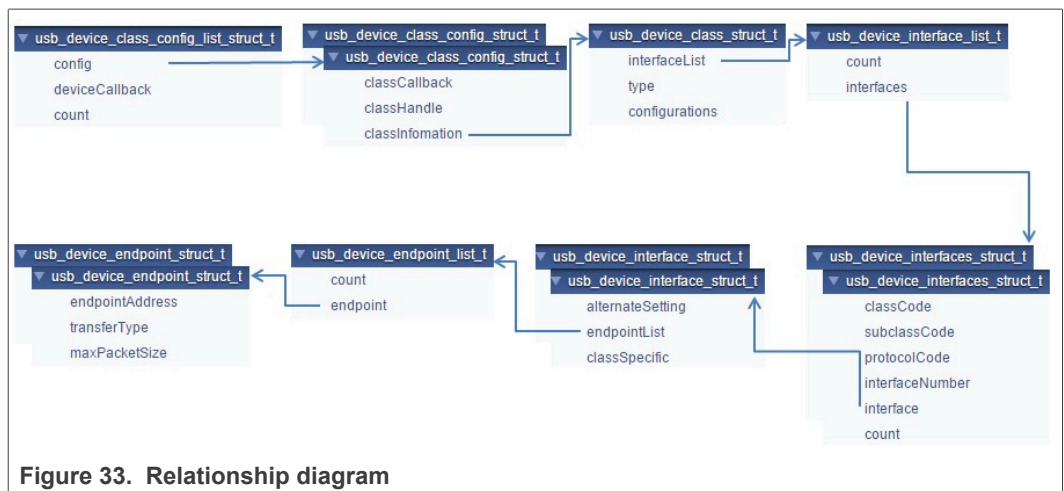 usb_device_class_config_list_struct_t
config
deviceCallback
count
usb_device_class_config_struct_t
usb_device_class_config_struct_t
classCallback
classHandle
classInfomation
usb_device_class_struct_t
interfaceList
type
configurations
usb_device_interface_list_t
count
interfaces
usb_device_endpoint_struct_t
usb_device_endpoint_struct_t
endpointAddress
transferType
maxPacketSize
usb_device_endpoint_list_t
count
endpoint
usb_device_interface_struct_t
usb_device_interface_struct_t
alternateSetting
endpointList
classSpecific
usb_device_interfaces_struct_t
usb_device_interfaces_struct_t
classCode
subclassCode
protocolCode
interfaceNumber
interface
count
Figure 33. Relationship diagram